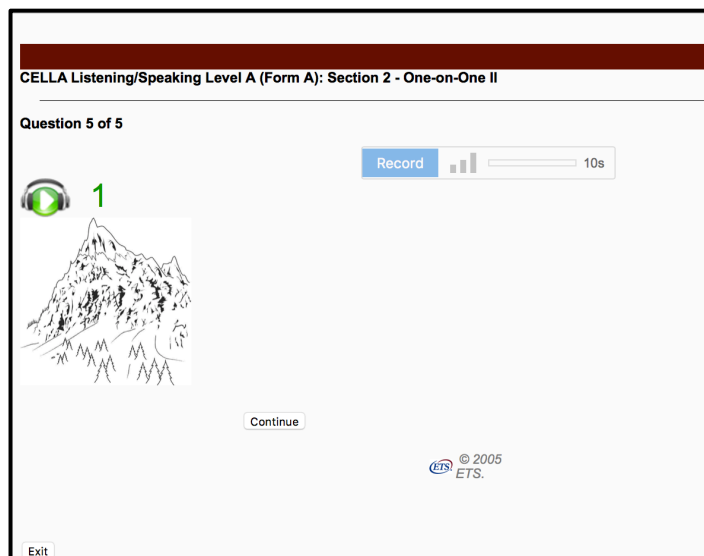 CELLA Listening/Speaking Level A (Form A): Section 2 - One-on-One II
Question 5 of 5
Record 10s
1
Continue
ETS. © 2005
ETS.
Exit